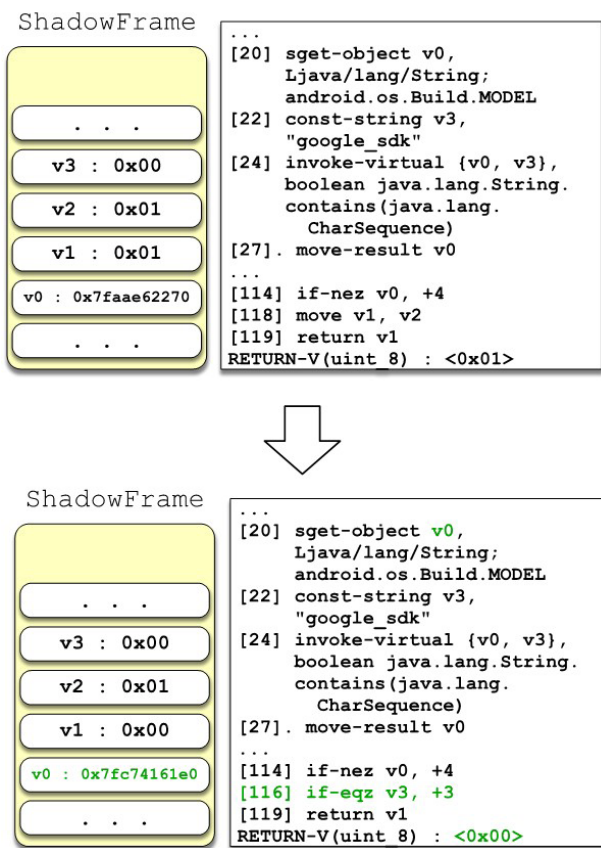 ShadowFrame
. . .
v3 : 0x00
v2 : 0x01
v1 : 0x01
v0 : 0x7faae62270
. . .
...
[20] sget-object v0,
Ljava/lang/String;
android.os.Build.MODEL
[22] const-string v3,
"google_sdk"
[24] invoke-virtual {v0, v3},
boolean java.lang.String.
contains(java.lang.
CharSequence)
[27]. move-result v0
...
[114] if-nez v0, +4
[118] move v1, v2
[119] return v1
RETURN-V(uint_8) : <0x01>
ShadowFrame
. . .
v3 : 0x00
v2 : 0x01
v1 : 0x00
v0 : 0x7fc74161e0
. . .
...
[20] sget-object v0,
Ljava/lang/String;
android.os.Build.MODEL
[22] const-string v3,
"google_sdk"
[24] invoke-virtual {v0, v3},
boolean java.lang.String.
contains(java.lang.
CharSequence)
[27]. move-result v0
...
[114] if-nez v0, +4
[116] if-eqz v3, +3
[119] return v1
RETURN-V(uint_8) : <0x00>